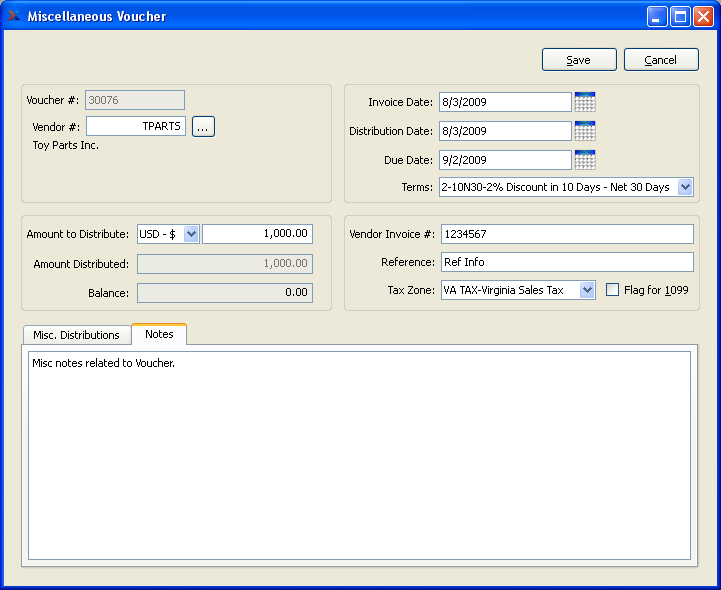 Miscellaneous Voucher
Save Cancel
Voucher #: 30076
Vendor #: TPARTS ...
Toy Parts Inc.
Invoice Date: 8/3/2009
Distribution Date: 8/3/2009
Due Date: 9/2/2009
Terms: 2-10N30-2% Discount in 10 Days - Net 30 Days
Amount to Distribute: USD - $ 1,000.00
Amount Distributed: 1,000.00
Balance: 0.00
Vendor Invoice #: 1234567
Reference: Ref Info
Tax Zone: VA TAX-Virginia Sales Tax Flag for 1099
Misc. Distributions Notes
Misc notes related to Voucher.